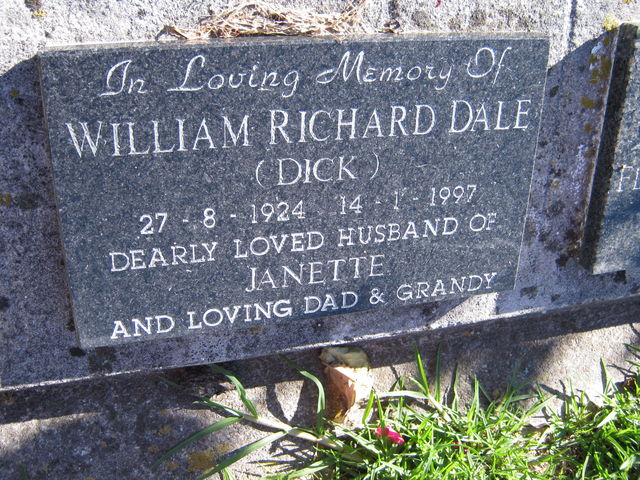 In Loving Memory Of
WILLIAM RICHARD DALE
(DICK)
27 - 8 - 1924 14 - 1 - 1997
DEARLY LOVED HUSBAND OF
JANETTE
AND LOVING DAD & GRANDY